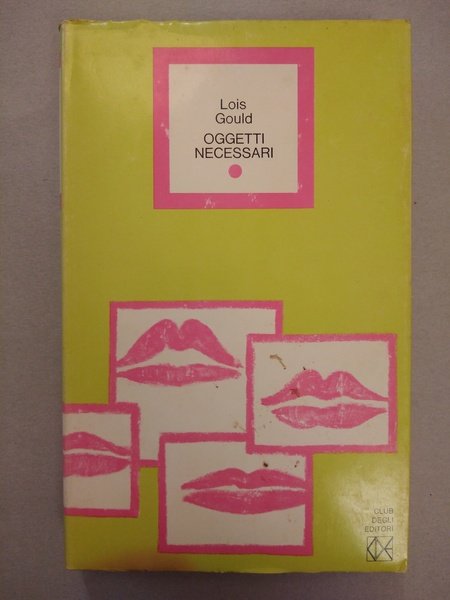 Lois
Gould
OGGETTI
NECESSARI
CLUB
DEGLI
EDITORI